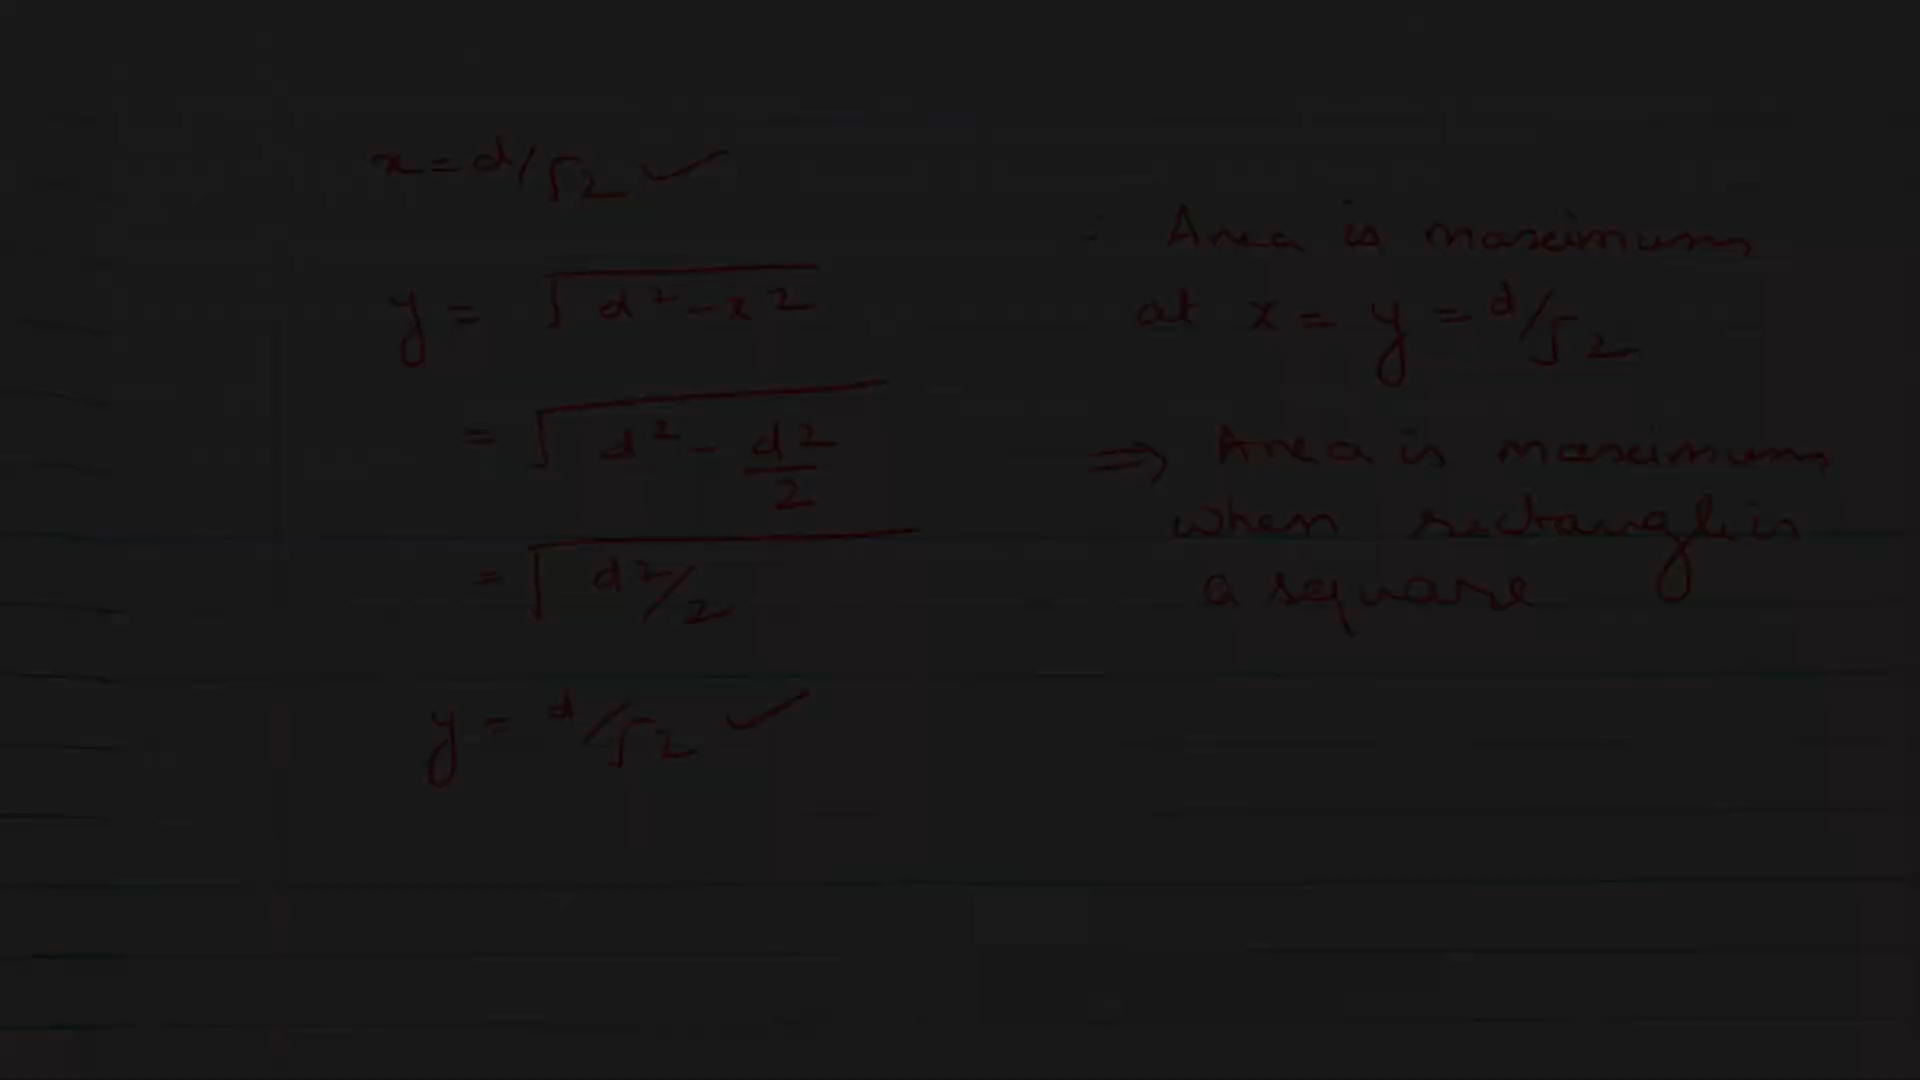 x = d/√2 ✓
y = √(d² - x²)
= √(d² - d²/2)
= √(d²/2)
y = d/√2 ✓
∴ Area is maximum
at x = y = d/√2
⇒ Area is maximum
when rectangle is
a square